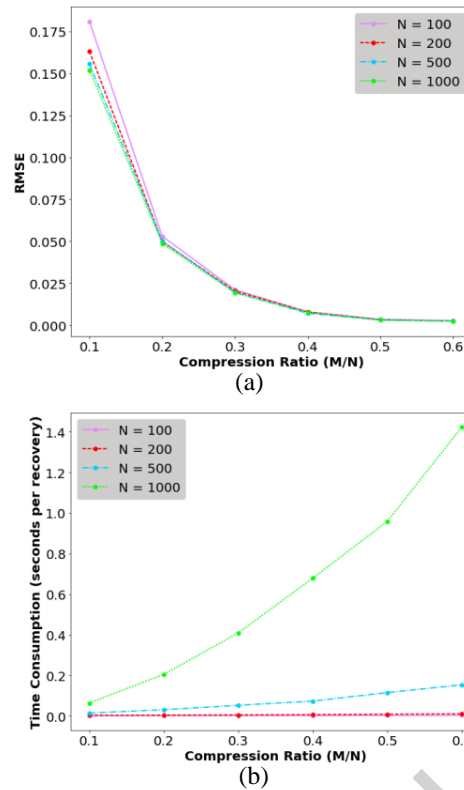 N = 100
N = 200
N = 500
N = 1000
0.175
0.150
0.125
0.100
0.075
0.050
0.025
0.000
RMSE
0.1 0.2 0.3 0.4 0.5 0.6
Compression Ratio (M/N)
(a)
N = 100
N = 200
N = 500
N = 1000
1.4
1.2
1.0
0.8
0.6
0.4
0.2
0.0
Time Consumption (seconds per recovery)
0.1 0.2 0.3 0.4 0.5
Compression Ratio (M/N)
(b)